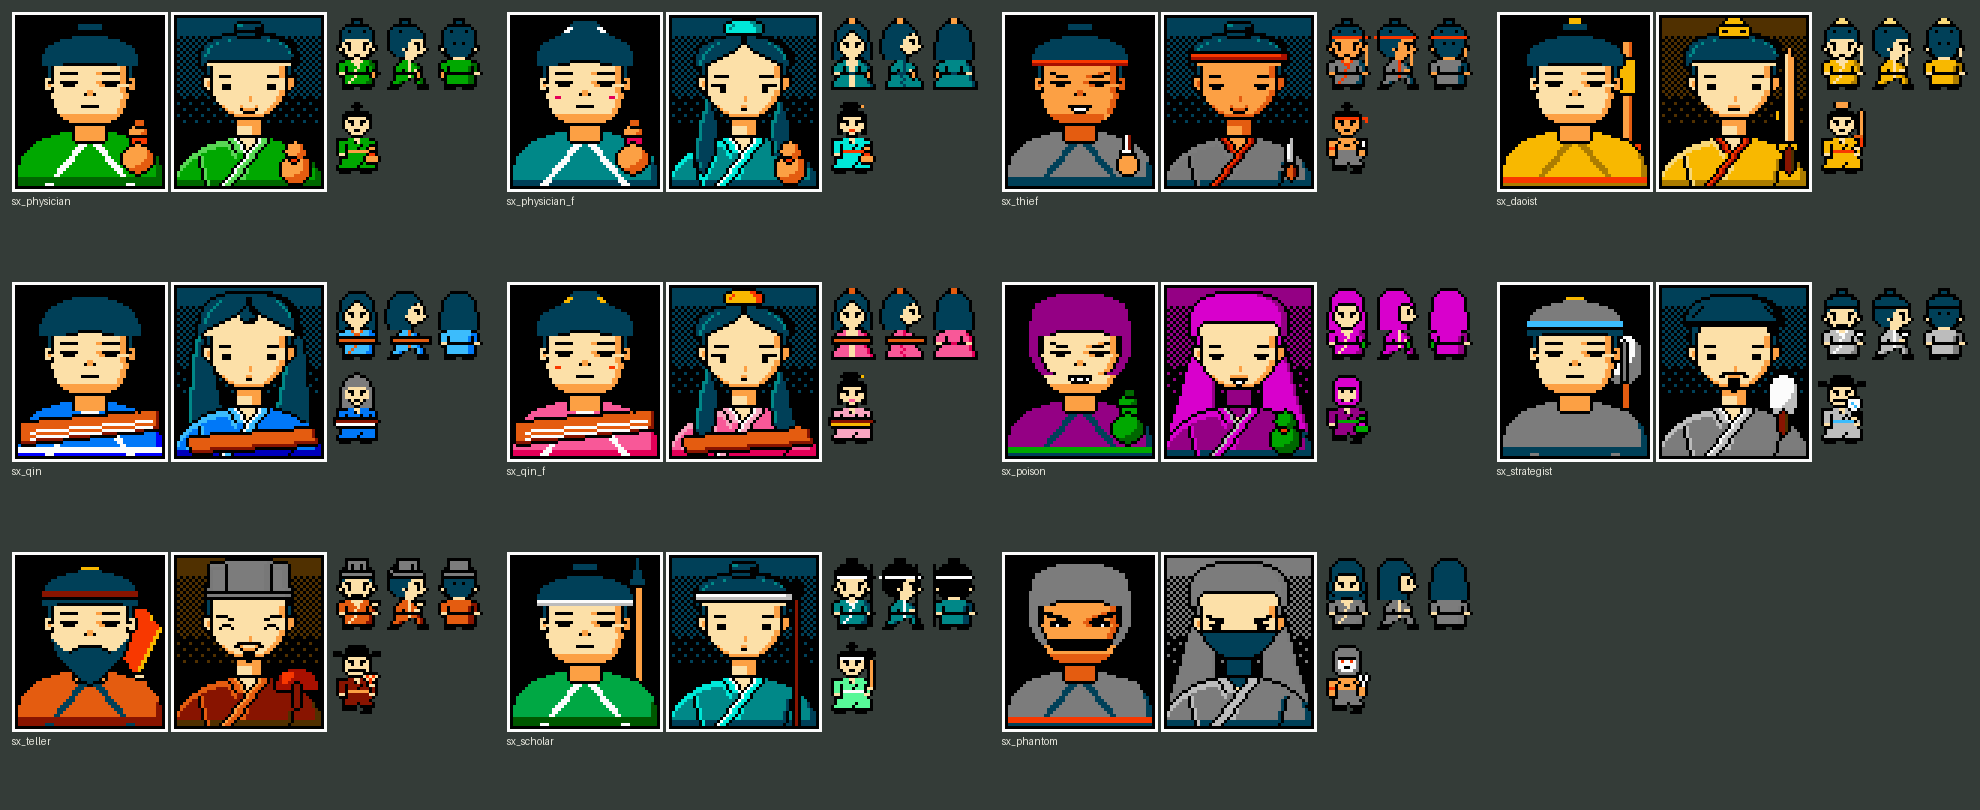 sx_physician
sx_physician_f
sx_thief
sx_daoist
sx_qin
sx_qin_f
sx_poison
sx_strategist
sx_teller
sx_scholar
sx_phantom